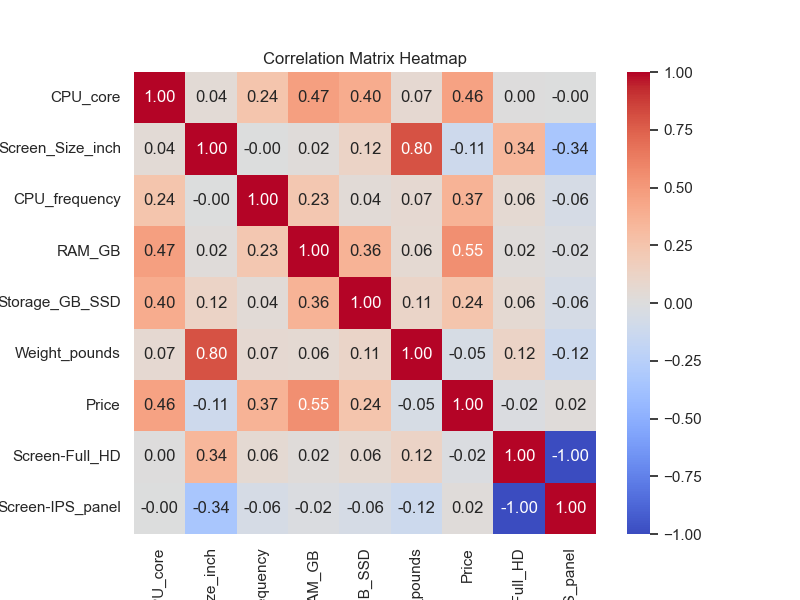 Correlation Matrix Heatmap
CPU_core 1.00 0.04 0.24 0.47 0.40 0.07 0.46 0.00 -0.00
Screen_Size_inch 0.04 1.00 -0.00 0.02 0.12 0.80 -0.11 0.34 -0.34
CPU_frequency 0.24 -0.00 1.00 0.23 0.04 0.07 0.37 0.06 -0.06
RAM_GB 0.47 0.02 0.23 1.00 0.36 0.06 0.55 0.02 -0.02
Storage_GB_SSD 0.40 0.12 0.04 0.36 1.00 0.11 0.24 0.06 -0.06
Weight_pounds 0.07 0.80 0.07 0.06 0.11 1.00 -0.05 0.12 -0.12
Price 0.46 -0.11 0.37 0.55 0.24 -0.05 1.00 -0.02 0.02
Screen-Full_HD 0.00 0.34 0.06 0.02 0.06 0.12 -0.02 1.00 -1.00
Screen-IPS_panel -0.00 -0.34 -0.06 -0.02 -0.06 -0.12 0.02 -1.00 1.00
PU_core
ze_inch
equency
AM_GB
B_SSD
pounds
Price
Full_HD
S_panel
1.00
0.75
0.50
0.25
0.00
−0.25
−0.50
−0.75
−1.00